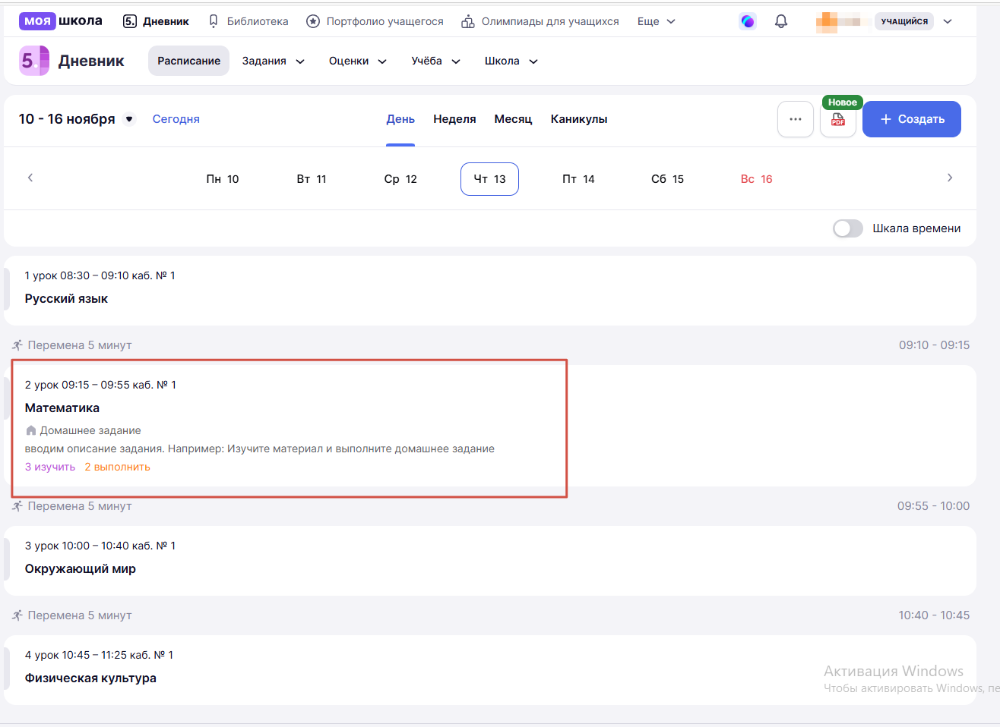 моя школа 5. Дневник Библиотека Портфолио учащегося Олимпиады для учащихся Еще УЧАЩИЙСЯ
5. Дневник Расписание Задания Оценки Учёба Школа
Новое
10 - 16 ноября Сегодня День Неделя Месяц Каникулы ... PDF + Создать
Пн 10 Вт 11 Ср 12 Чт 13 Пт 14 Сб 15 Вс 16
Шкала времени
1 урок 08:30 – 09:10 каб. № 1
Русский язык
Перемена 5 минут 09:10 - 09:15
2 урок 09:15 – 09:55 каб. № 1
Математика
Домашнее задание
вводим описание задания. Например: Изучите материал и выполните домашнее задание
3 изучить 2 выполнить
Перемена 5 минут 09:55 - 10:00
3 урок 10:00 – 10:40 каб. № 1
Окружающий мир
Перемена 5 минут 10:40 - 10:45
4 урок 10:45 – 11:25 каб. № 1
Физическая культура
Активация Windows
Чтобы активировать Windows, пе